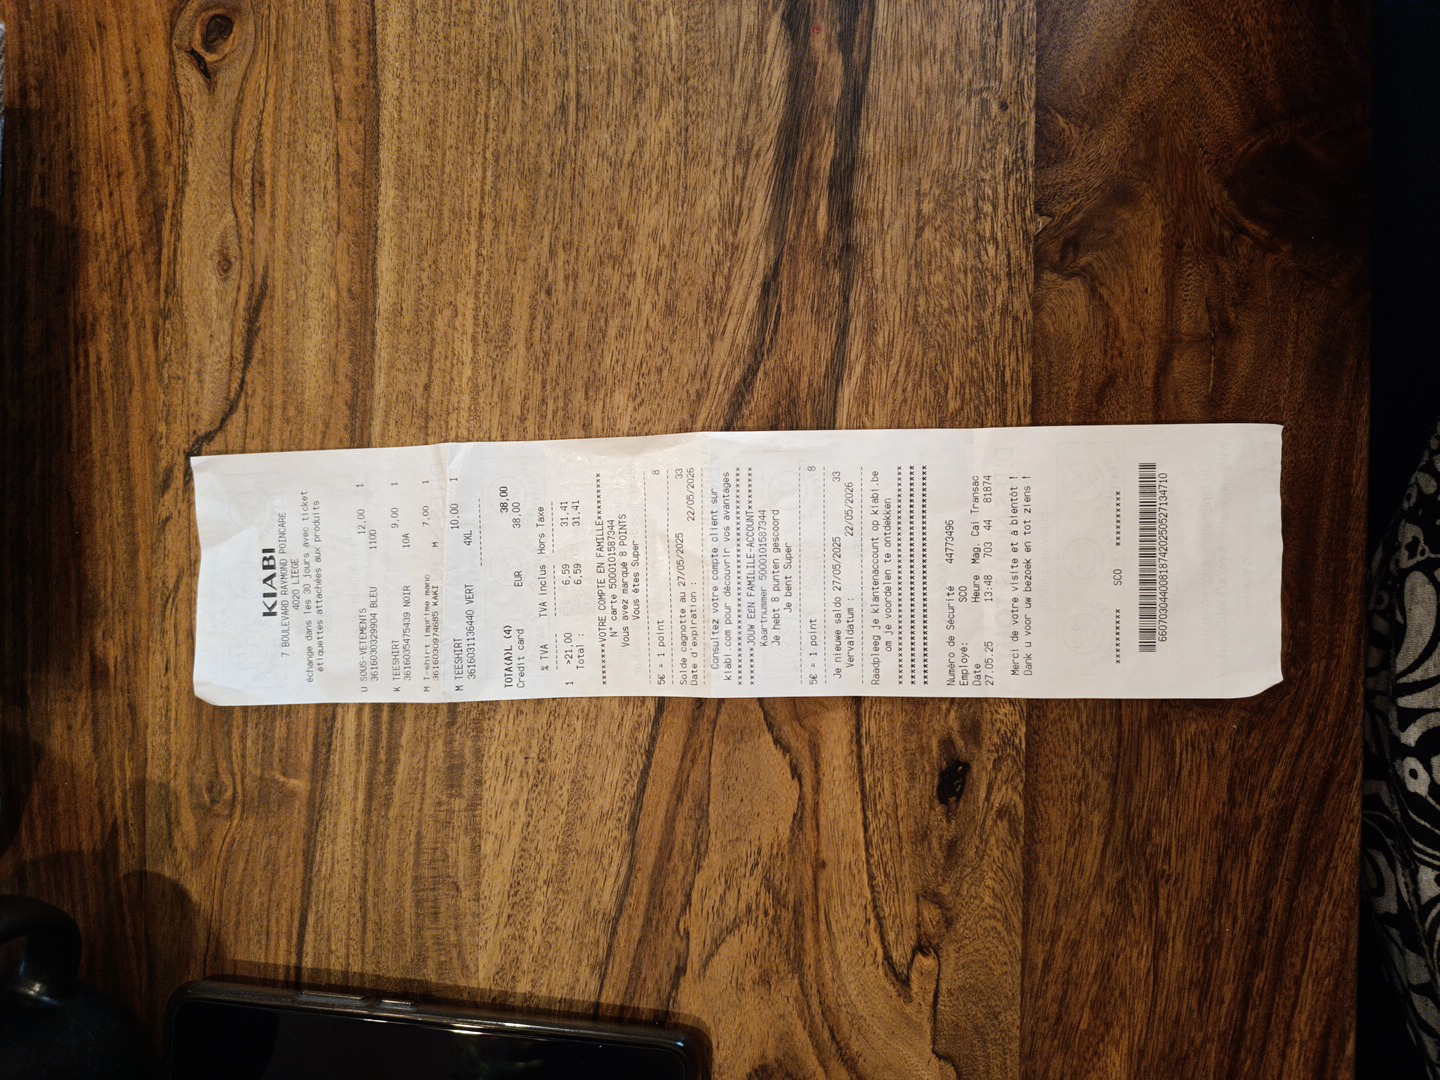 KIABI
7 BOULEVARD RAYMOND POINCARE
4020 LIEGE
échange dans les 30 jours avec ticket
étiquettes attachées aux produits
U SOUS-VETEMENTS 12,00 1
3616030329904 BLEU 110D
K TEESHIRT 9,00 1
3616035475439 NOIR 10A
M T-shirt imprimé manc 7,00 1
3616030974685 KAKI M
M TEESHIRT 10,00 1
3616031136440 VERT 4XL
TOTA(A)L (4) 38,00
Credit card EUR 38,00
% TVA TVA inclus Hors Taxe
1 >21,00 6,59 31,41
Total : 6,59 31,41
********VOTRE COMPTE EN FAMILLE**********
N° carte 5000101587344
Vous avez marqué 8 POINTS
Vous êtes Super
5€ = 1 point 8
Solde cagnotte au 27/05/2025 33
Date d'expiration : 22/05/2026
Consultez votre compte client sur
kiabi.com pour découvrir vos avantages
********JOUW EEN FAMILILE-ACCOUNT********
Kaartnummer 5000101587344
Je hebt 8 punten gescoord
Je bent Super
5€ = 1 point 8
Je nieuwe saldo 27/05/2025 33
Vervaldatum : 22/05/2026
Raadpleeg je klantenaccount op kiabi.be
om je voordelen te ontdekken
Numero de Sécurité 44773496
Employé: SCO
Date Heure Mag. Cai Transac
27.05.25 13:48 703 44 81874
Merci de votre visite et à bientôt !
Dank u voor uw bezoek en tot ziens !
********* SCO *********
6607030440081874202505271​34710